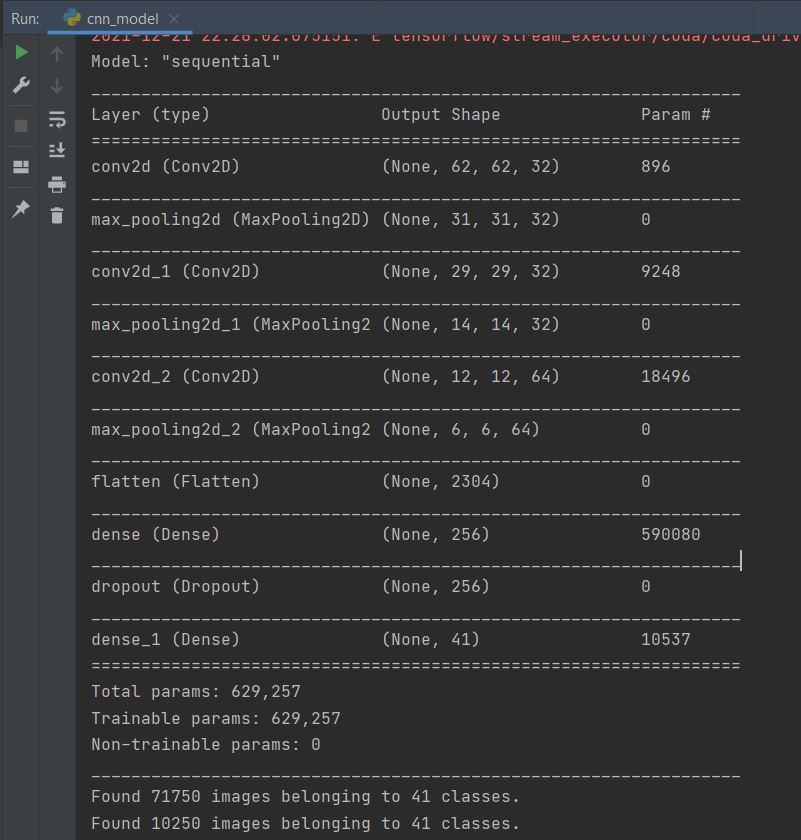 Run: cnn_model
Model: "sequential"
_________________________________________________________________
Layer (type) Output Shape Param #
=================================================================
conv2d (Conv2D) (None, 62, 62, 32) 896
_________________________________________________________________
max_pooling2d (MaxPooling2D) (None, 31, 31, 32) 0
_________________________________________________________________
conv2d_1 (Conv2D) (None, 29, 29, 32) 9248
_________________________________________________________________
max_pooling2d_1 (MaxPooling2 (None, 14, 14, 32) 0
_________________________________________________________________
conv2d_2 (Conv2D) (None, 12, 12, 64) 18496
_________________________________________________________________
max_pooling2d_2 (MaxPooling2 (None, 6, 6, 64) 0
_________________________________________________________________
flatten (Flatten) (None, 2304) 0
_________________________________________________________________
dense (Dense) (None, 256) 590080
_________________________________________________________________
dropout (Dropout) (None, 256) 0
_________________________________________________________________
dense_1 (Dense) (None, 41) 10537
=================================================================
Total params: 629,257
Trainable params: 629,257
Non-trainable params: 0
_________________________________________________________________
Found 71750 images belonging to 41 classes.
Found 10250 images belonging to 41 classes.